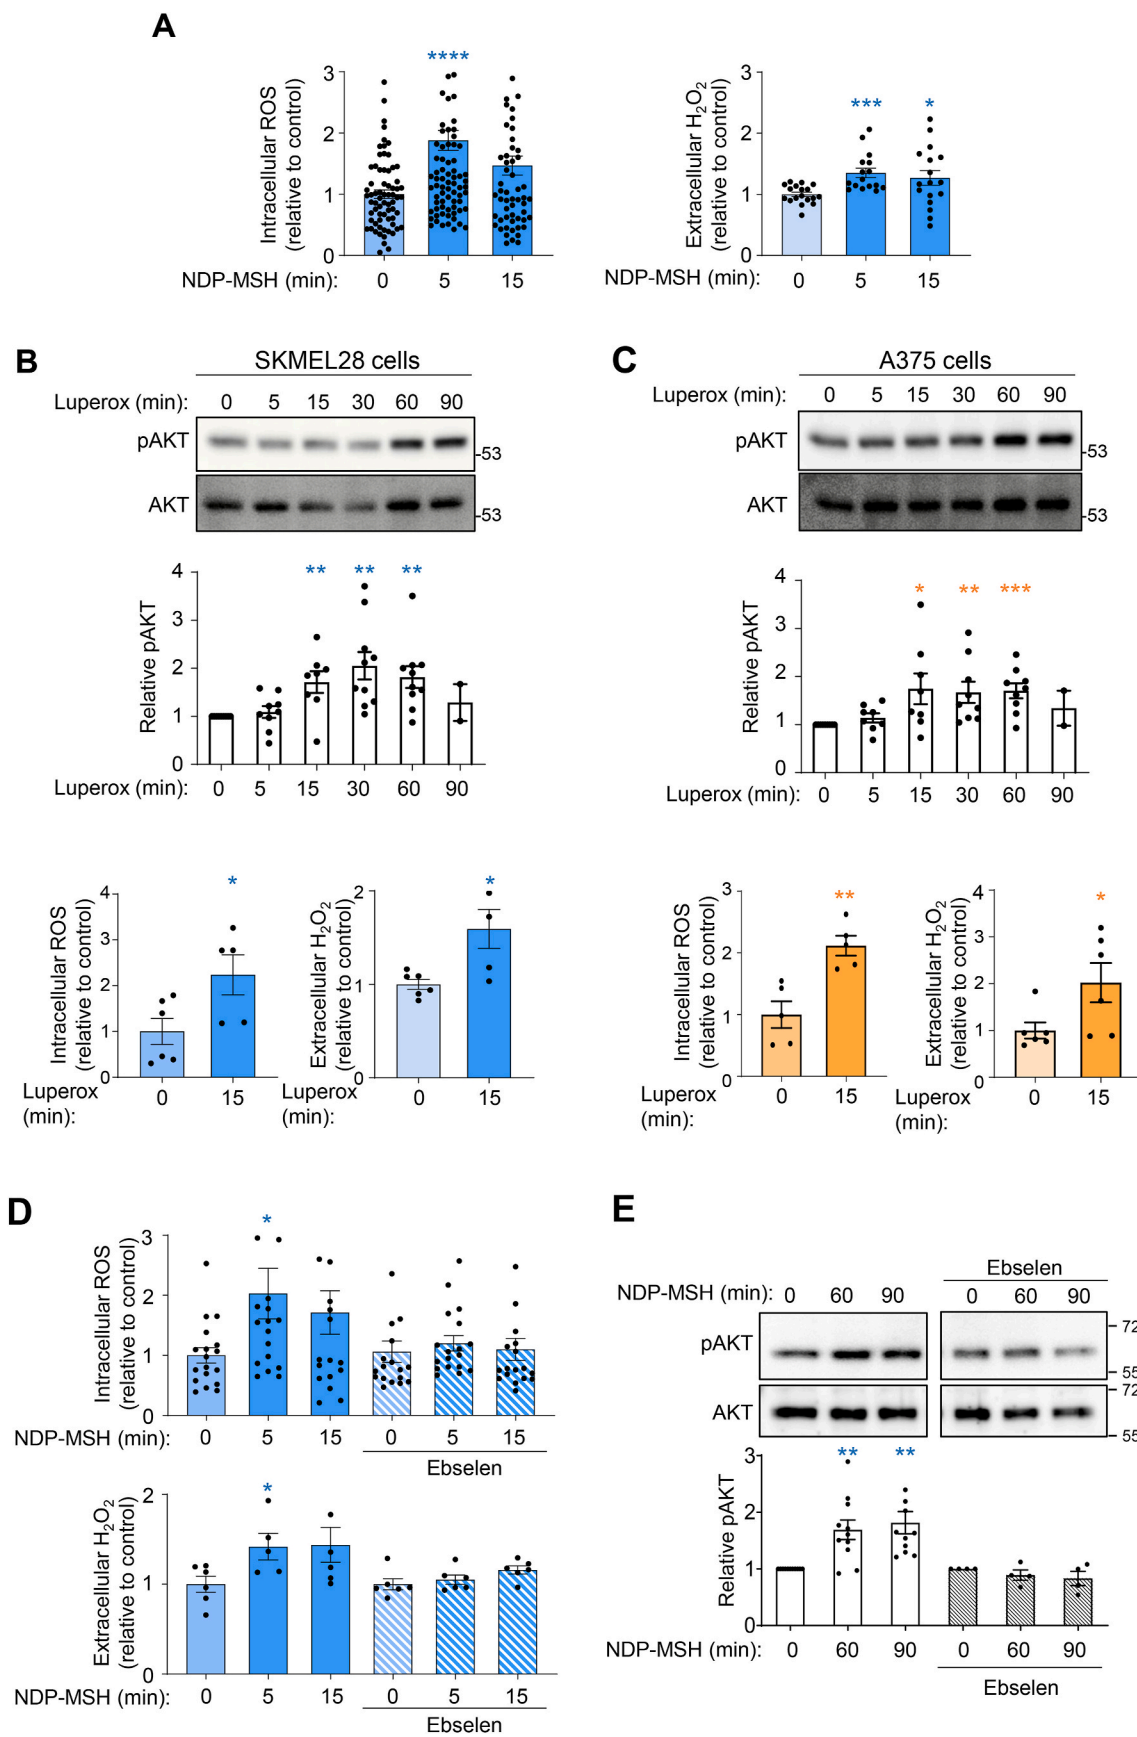 A
Intracellular ROS
(relative to control)
3
2
1
0
****
NDP-MSH (min):
0 5 15
Extracellular H₂O₂
(relative to control)
3
2
1
0
*** *
NDP-MSH (min):
0 5 15
B
SKMEL28 cells
Luperox (min): 0 5 15 30 60 90
pAKT
-53
AKT
-53
Relative pAKT
4
3
2
1
0
** ** **
Luperox (min): 0 5 15 30 60 90
Intracellular ROS
(relative to control)
4
3
2
1
0
*
Luperox
(min):
0 15
Extracellular H₂O₂
(relative to control)
2
1
0
*
Luperox
(min):
0 15
C
A375 cells
Luperox (min): 0 5 15 30 60 90
pAKT
-53
AKT
-53
Relative pAKT
4
3
2
1
0
* ** ***
Luperox (min): 0 5 15 30 60 90
Intracellular ROS
(relative to control)
3
2
1
0
**
Luperox
(min):
0 15
Extracellular H₂O₂
(relative to control)
4
3
2
1
0
*
Luperox
(min):
0 15
D
Intracellular ROS
(relative to control)
3
2
1
0
*
NDP-MSH (min): 0 5 15 0 5 15
Ebselen
Extracellular H₂O₂
(relative to control)
2
1
0
*
NDP-MSH (min): 0 5 15 0 5 15
Ebselen
E
Ebselen
NDP-MSH (min): 0 60 90 0 60 90
pAKT
72
55
AKT
72
55
Relative pAKT
3
2
1
0
** **
NDP-MSH (min): 0 60 90 0 60 90
Ebselen